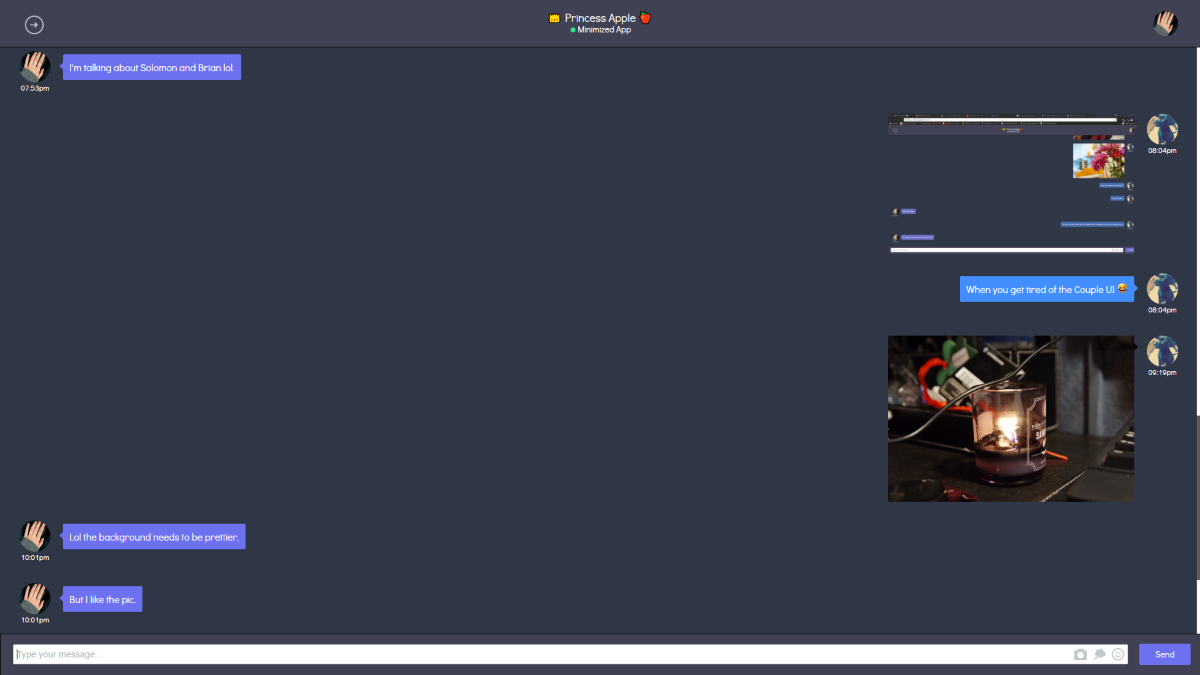 Princess Apple
Minimized App
I'm talking about Solomon and Brian lol.
07:53pm
08:04pm
When you get tired of the Couple UI
08:04pm
09:19pm
Lol the background needs to be prettier.
10:01pm
But I like the pic.
10:01pm
Type your message...
Send